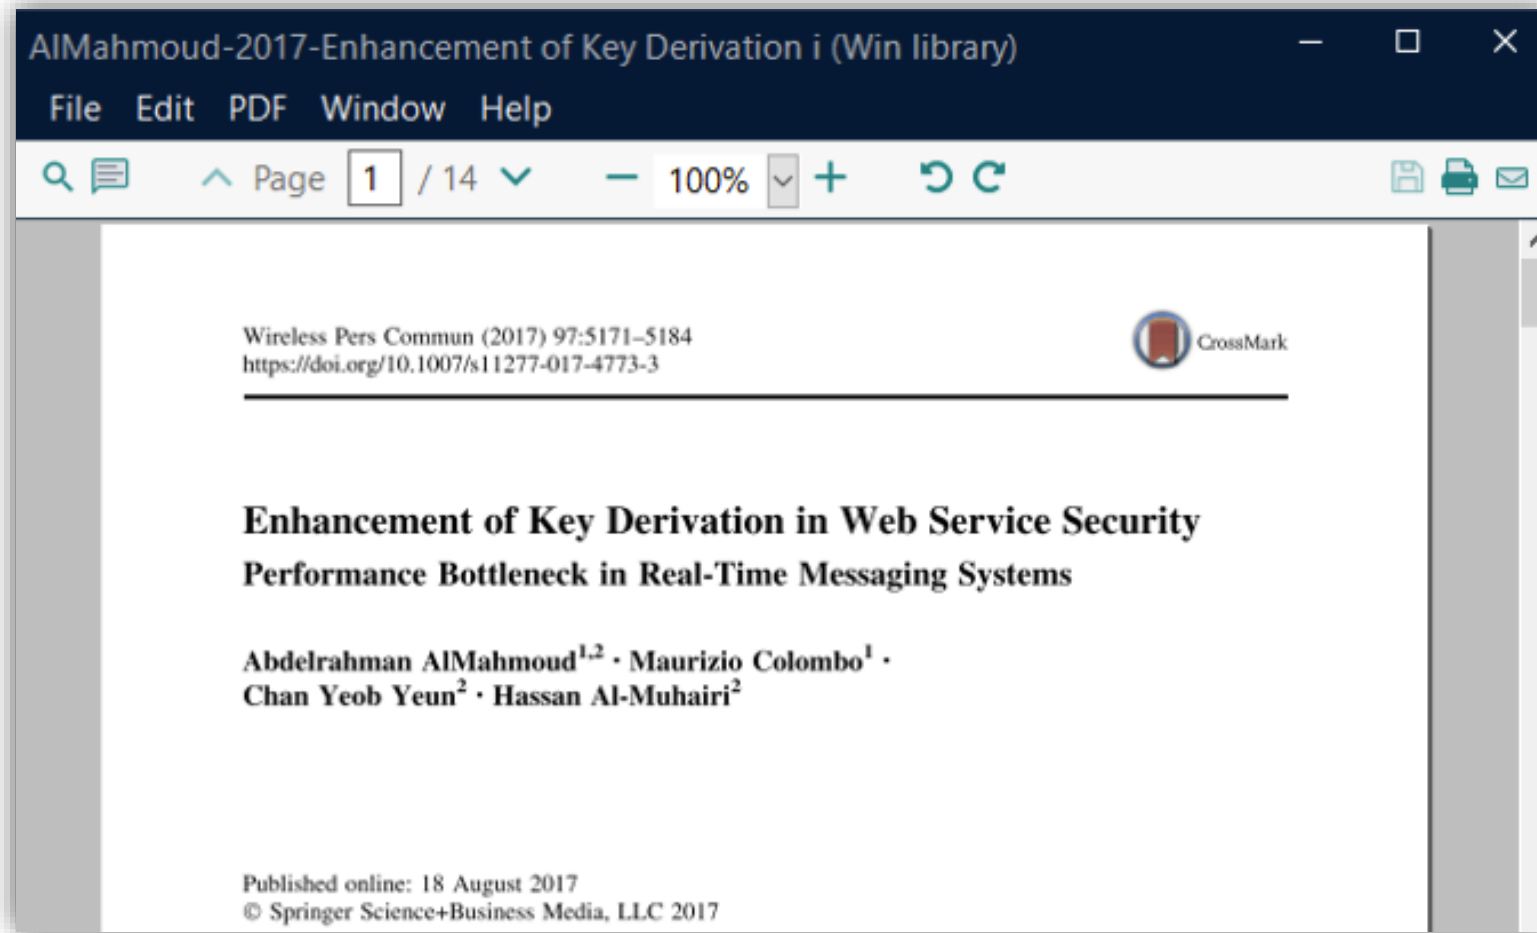 AlMahmoud-2017-Enhancement of Key Derivation i (Win library)
File Edit PDF Window Help
Page 1 / 14 100%
Wireless Pers Commun (2017) 97:5171–5184
https://doi.org/10.1007/s11277-017-4773-3
CrossMark
Enhancement of Key Derivation in Web Service Security
Performance Bottleneck in Real-Time Messaging Systems
Abdelrahman AlMahmoud1,2 · Maurizio Colombo1 ·
Chan Yeob Yeun2 · Hassan Al-Muhairi2
Published online: 18 August 2017
© Springer Science+Business Media, LLC 2017